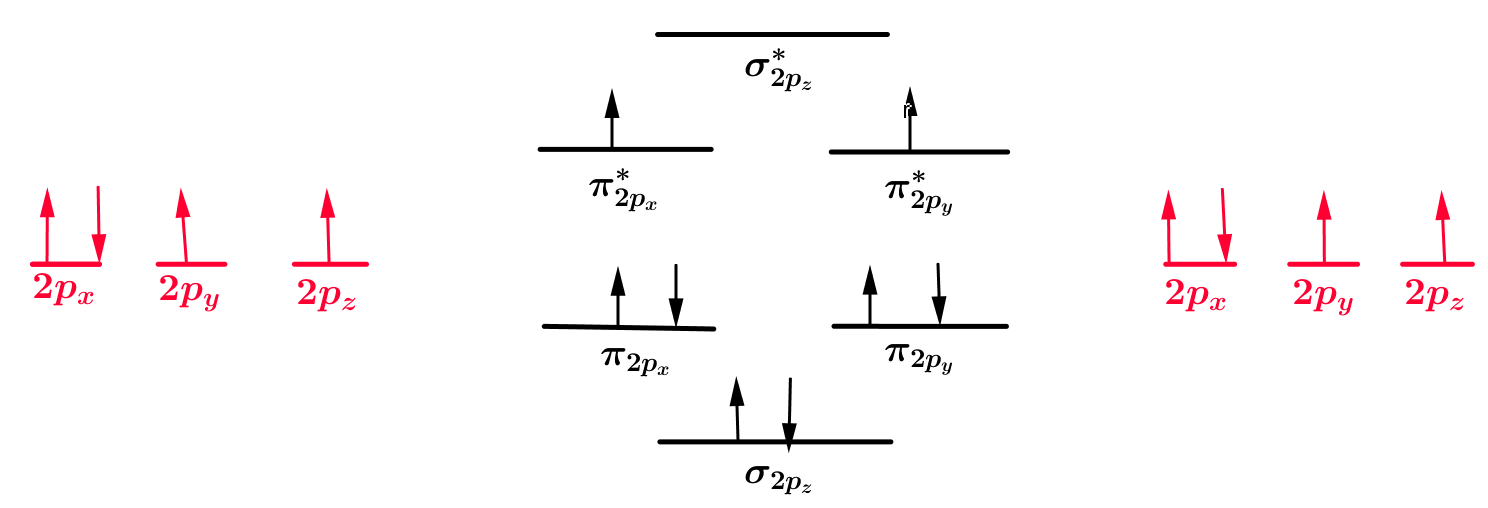 σ*2pz
r
π*2px π*2py
2px 2py 2pz 2px 2py 2pz
π2px π2py
σ2pz